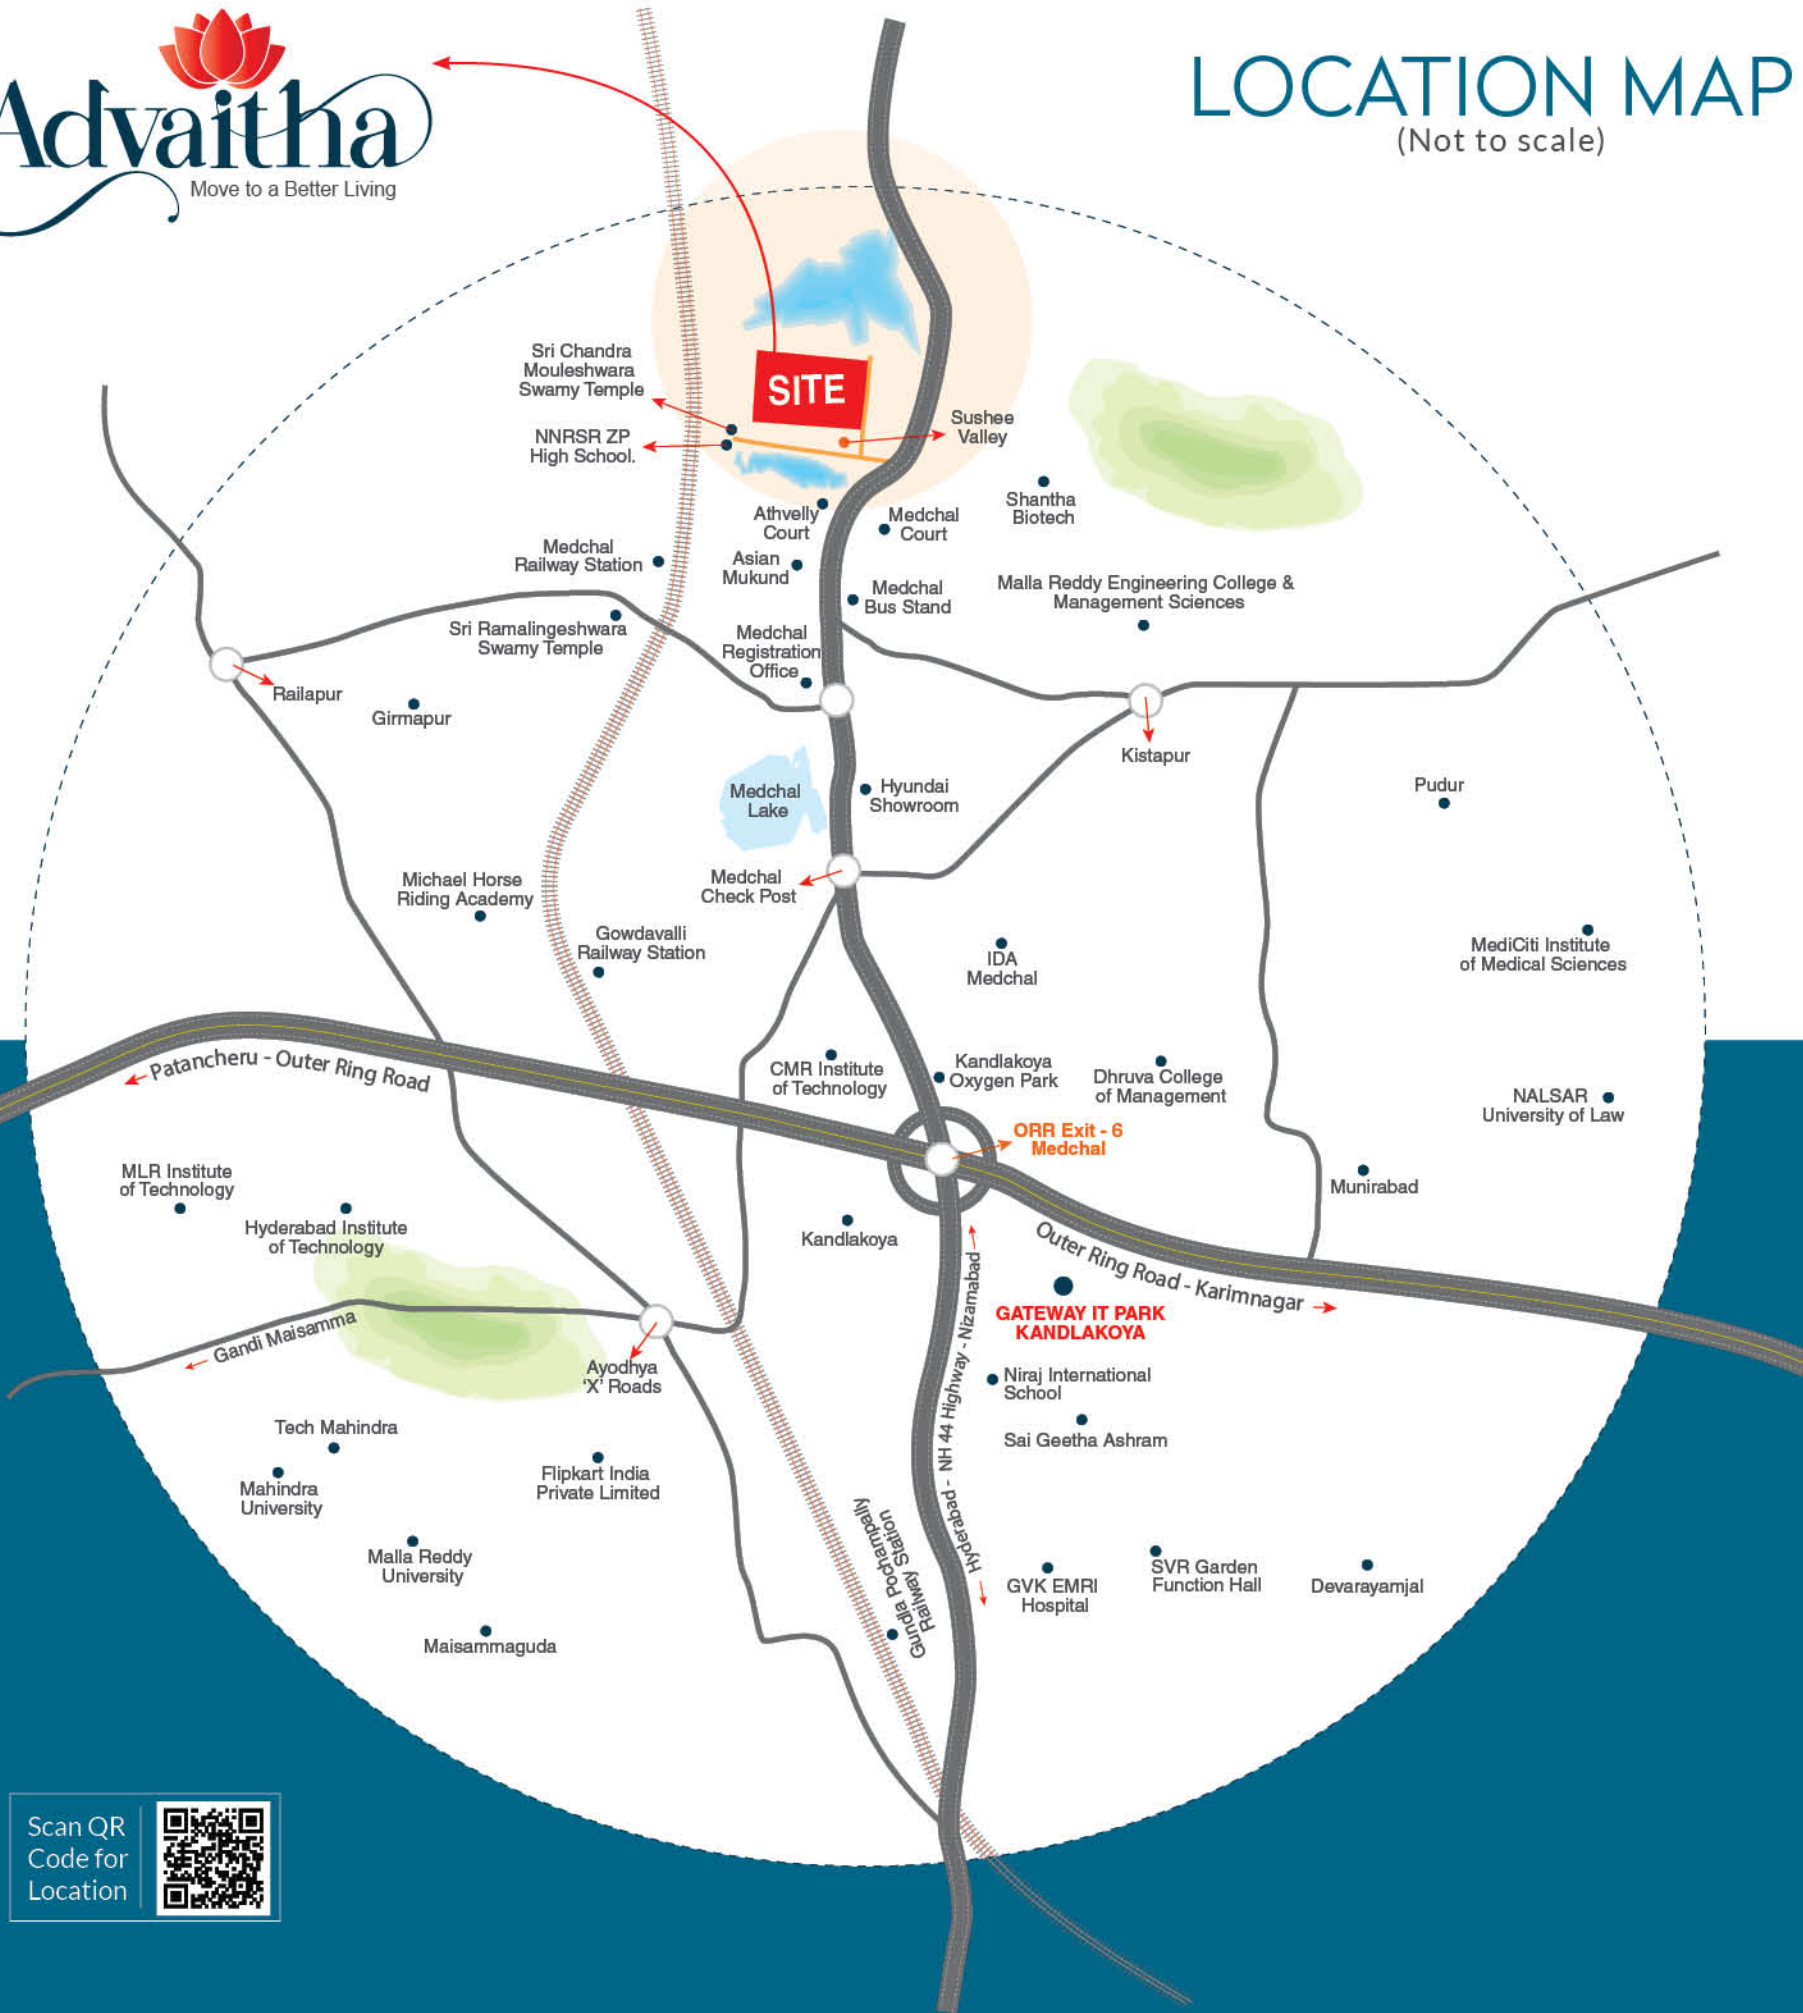 Advaitha
Move to a Better Living
LOCATION MAP
(Not to scale)
Sri Chandra
Mouleshwara
Swamy Temple
SITE
NNRSR ZP
High School.
Sushee
Valley
Shantha
Biotech
Athvelly
Court
Medchal
Court
Medchal
Railway Station
Asian
Mukund
Medchal
Bus Stand
Malla Reddy Engineering College &
Management Sciences
Sri Ramalingeshwara
Swamy Temple
Medchal
Registration
Office
Railapur
Girmapur
Kistapur
Medchal
Lake
Hyundai
Showroom
Pudur
Michael Horse
Riding Academy
Medchal
Check Post
Gowdavalli
Railway Station
IDA
Medchal
MediCiti Institute
of Medical Sciences
Patancheru - Outer Ring Road
CMR Institute
of Technology
Kandlakoya
Oxygen Park
Dhruva College
of Management
NALSAR
University of Law
ORR Exit - 6
Medchal
MLR Institute
of Technology
Hyderabad Institute
of Technology
Kandlakoya
Munirabad
Outer Ring Road - Karimnagar
GATEWAY IT PARK
KANDLAKOYA
Gandi Maisamma
Ayodhya
'X' Roads
Hyderabad - NH 44 Highway - Nizamabad
Niraj International
School
Sai Geetha Ashram
Tech Mahindra
Mahindra
University
Flipkart India
Private Limited
Malla Reddy
University
Gundla Pochampally
Railway Station
GVK EMRI
Hospital
SVR Garden
Function Hall
Devarayamjal
Maisammaguda
Scan QR
Code for
Location